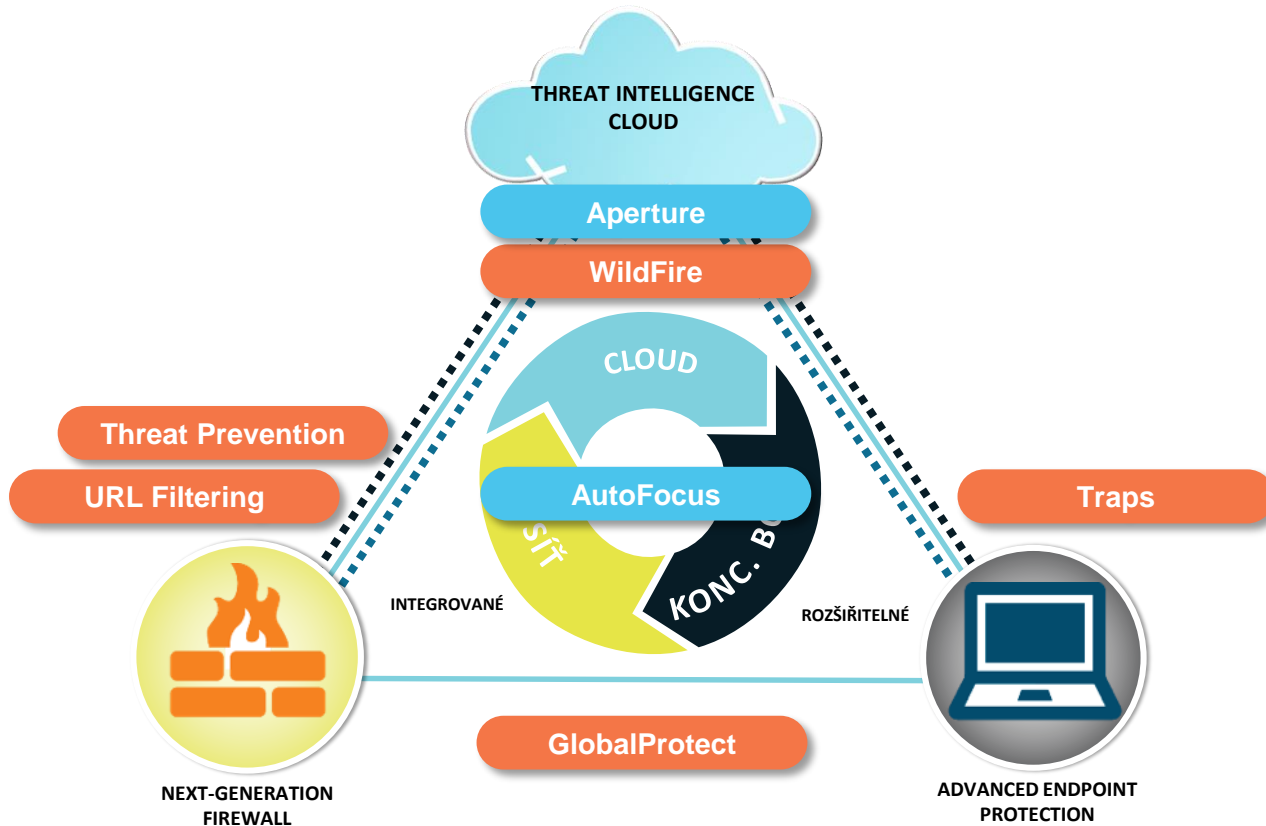 THREAT INTELLIGENCE
CLOUD
Aperture
WildFire
CLOUD
Threat Prevention
URL Filtering
AutoFocus
Traps
SÍŤ
KONC.
INTEGROVANÉ
ROZŠIŘITELNÉ
GlobalProtect
NEXT-GENERATION
FIREWALL
ADVANCED ENDPOINT
PROTECTION